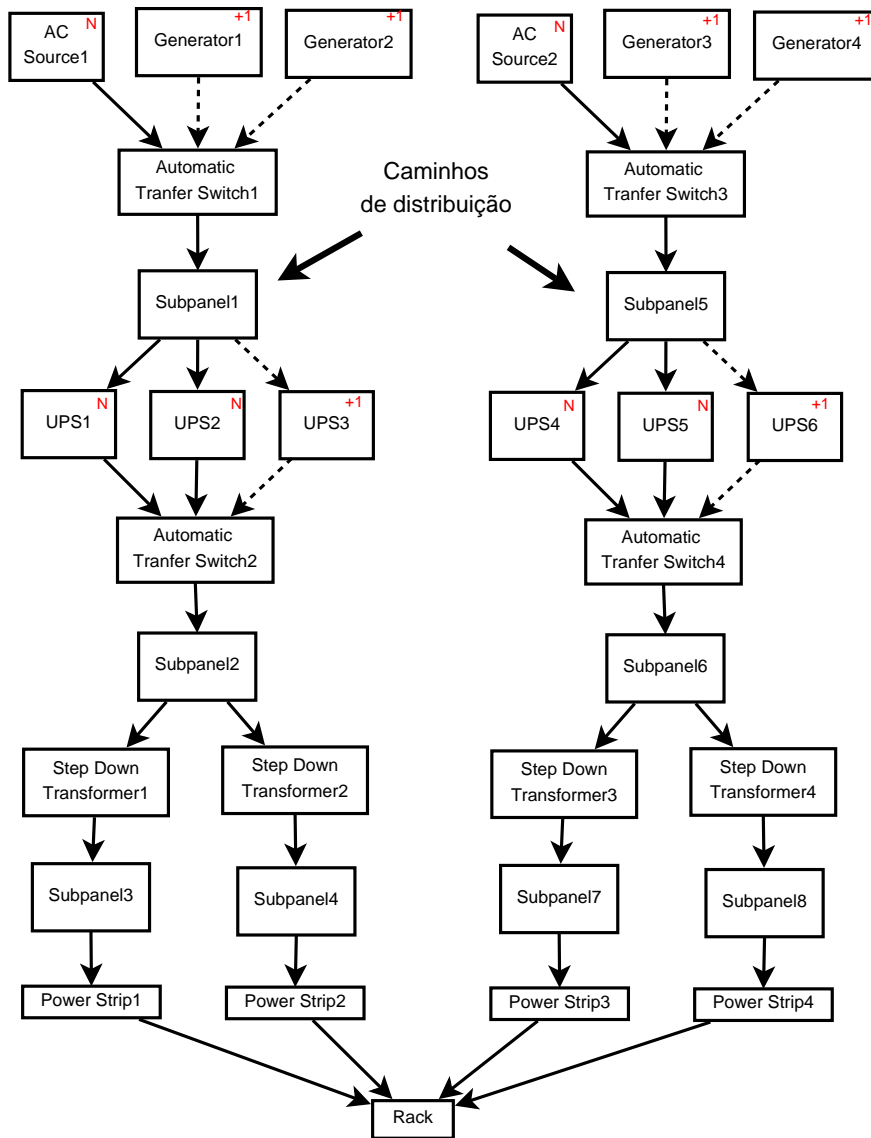 N
AC
Source1
+1
Generator1
+1
Generator2
N
AC
Source2
+1
Generator3
+1
Generator4
Automatic
Tranfer Switch1
Caminhos
de distribuição
Automatic
Tranfer Switch3
Subpanel1
Subpanel5
N
UPS1
N
UPS2
+1
UPS3
N
UPS4
N
UPS5
+1
UPS6
Automatic
Tranfer Switch2
Automatic
Tranfer Switch4
Subpanel2
Subpanel6
Step Down
Transformer1
Step Down
Transformer2
Step Down
Transformer3
Step Down
Transformer4
Subpanel3
Subpanel4
Subpanel7
Subpanel8
Power Strip1
Power Strip2
Power Strip3
Power Strip4
Rack